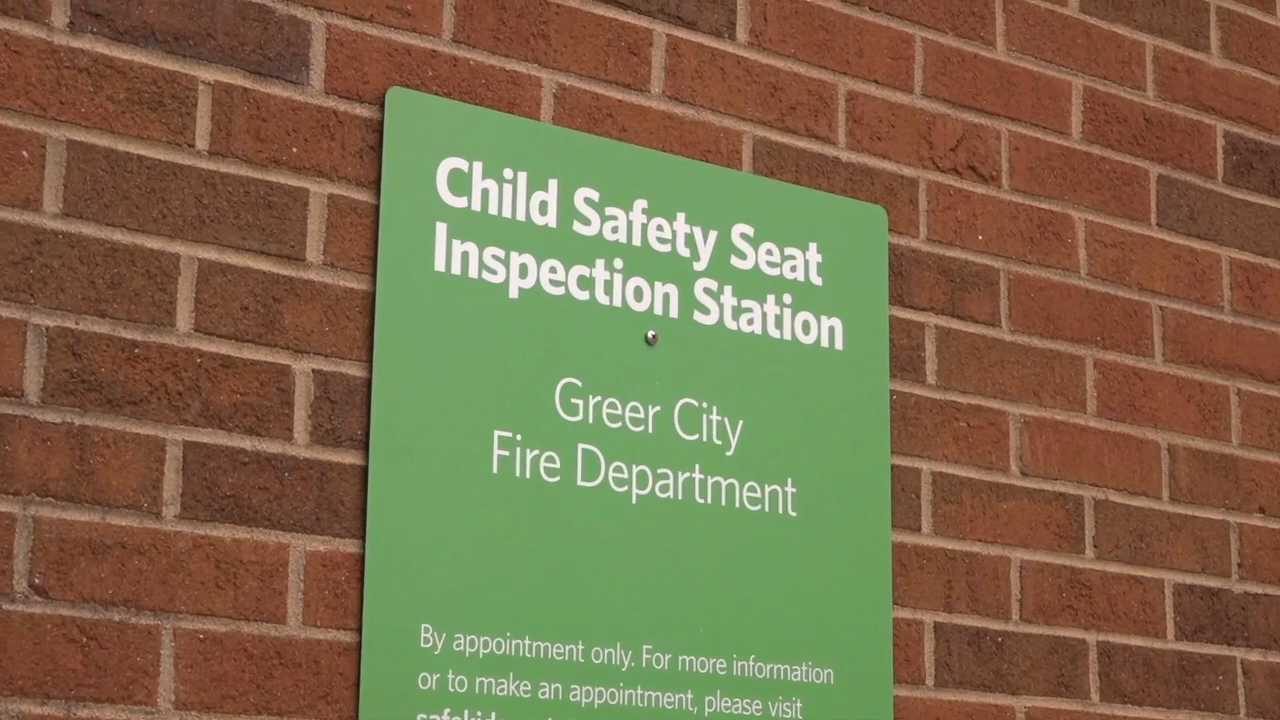 Child Safety Seat
Inspection Station
Greer City
Fire Department
By appointment only. For more information
or to make an appointment, please visit